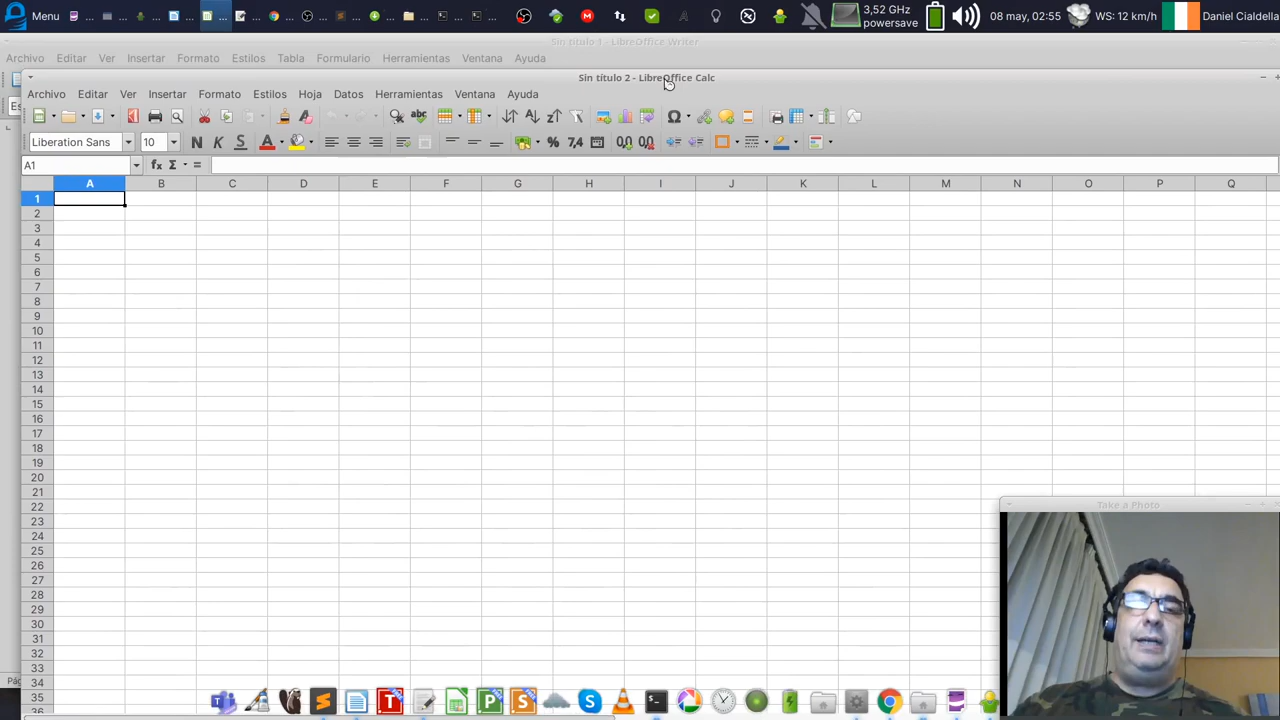 Menu
3,52 GHz
powersave
08 may, 02:55
WS: 12 km/h
Daniel Cialdella
Sin título 1 - LibreOffice Writer
Archivo Editar Ver Insertar Formato Estilos Tabla Formulario Herramientas Ventana Ayuda
Sin título 2 - LibreOffice Calc
Archivo Editar Ver Insertar Formato Estilos Hoja Datos Herramientas Ventana Ayuda
Liberation Sans 10 N K S
A1
A B C D E F G H I J K L M N O P Q
1
2
3
4
5
6
7
8
9
10
11
12
13
14
15
16
17
18
19
20
21
22
23
24
25
26
27
28
29
30
31
32
33
34
35
36
Take a Photo
Pág